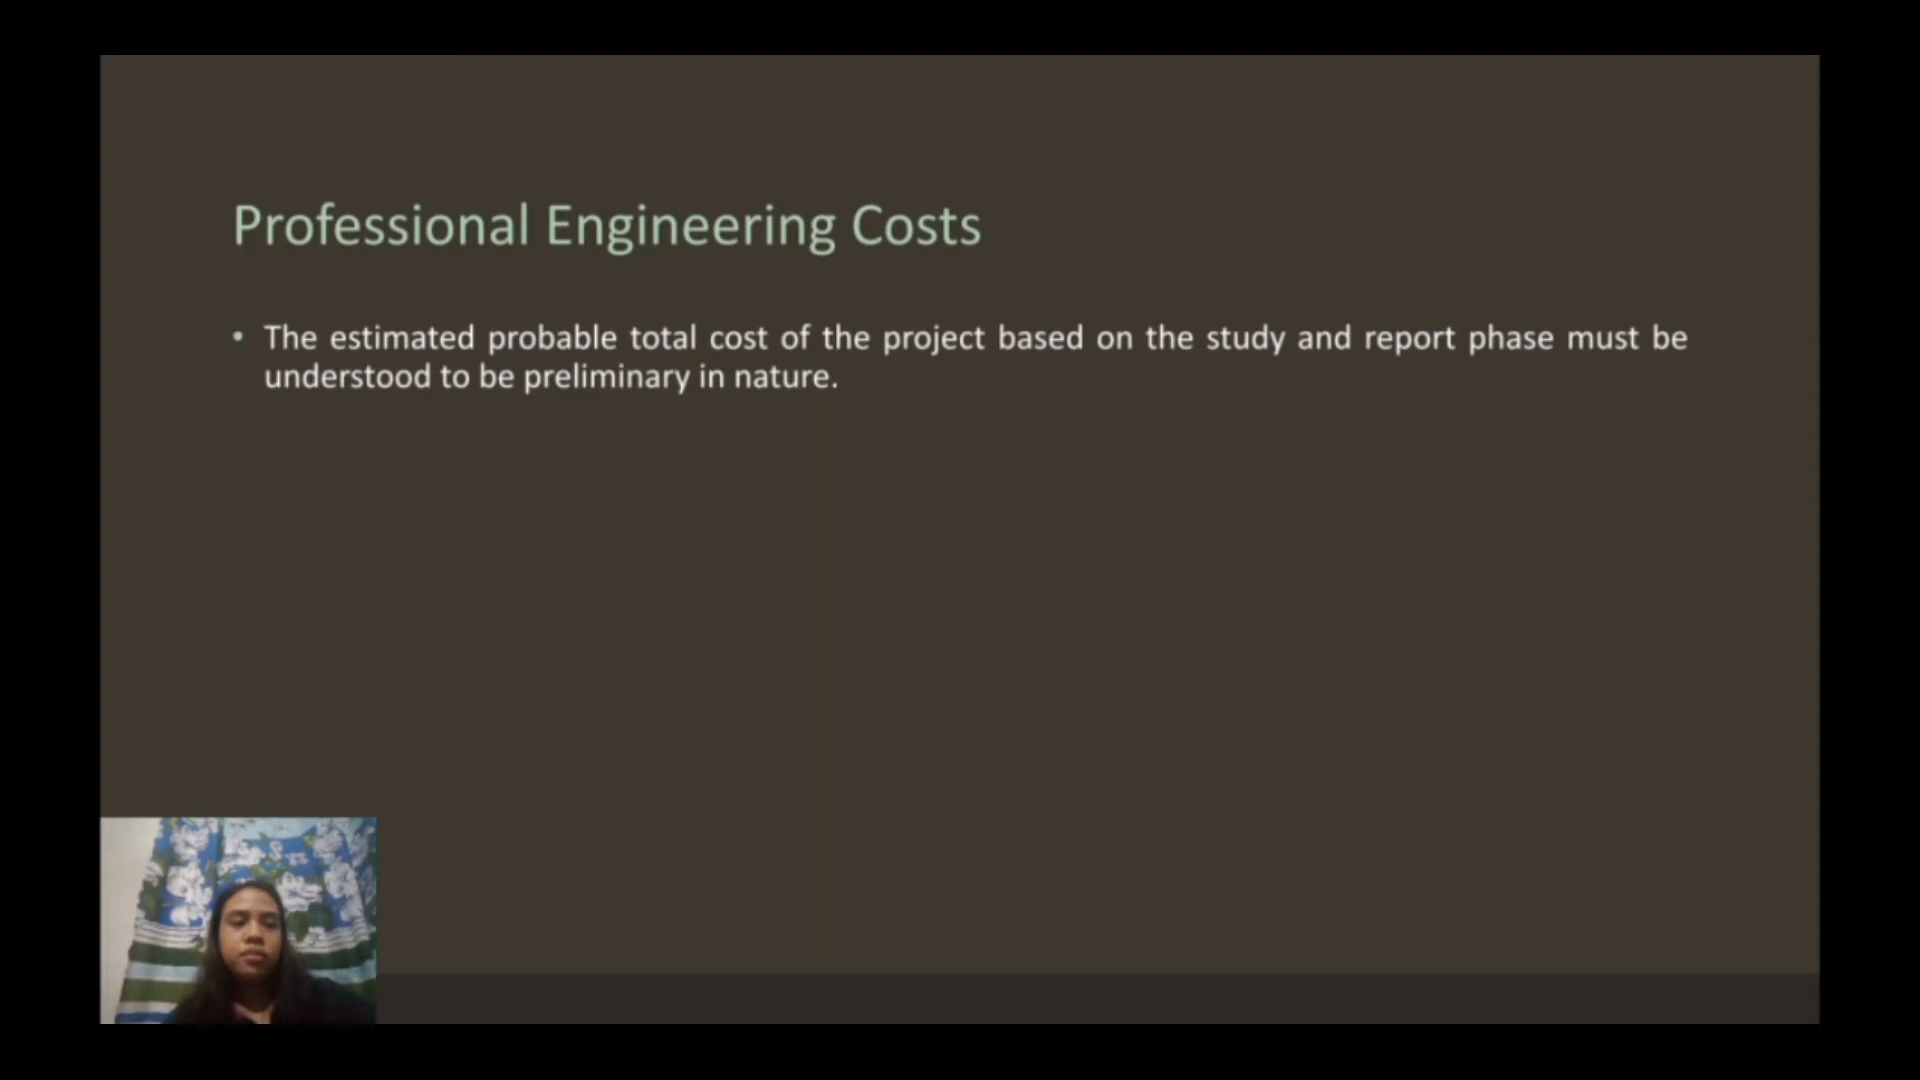 Professional Engineering Costs
• The estimated probable total cost of the project based on the study and report phase must be
understood to be preliminary in nature.